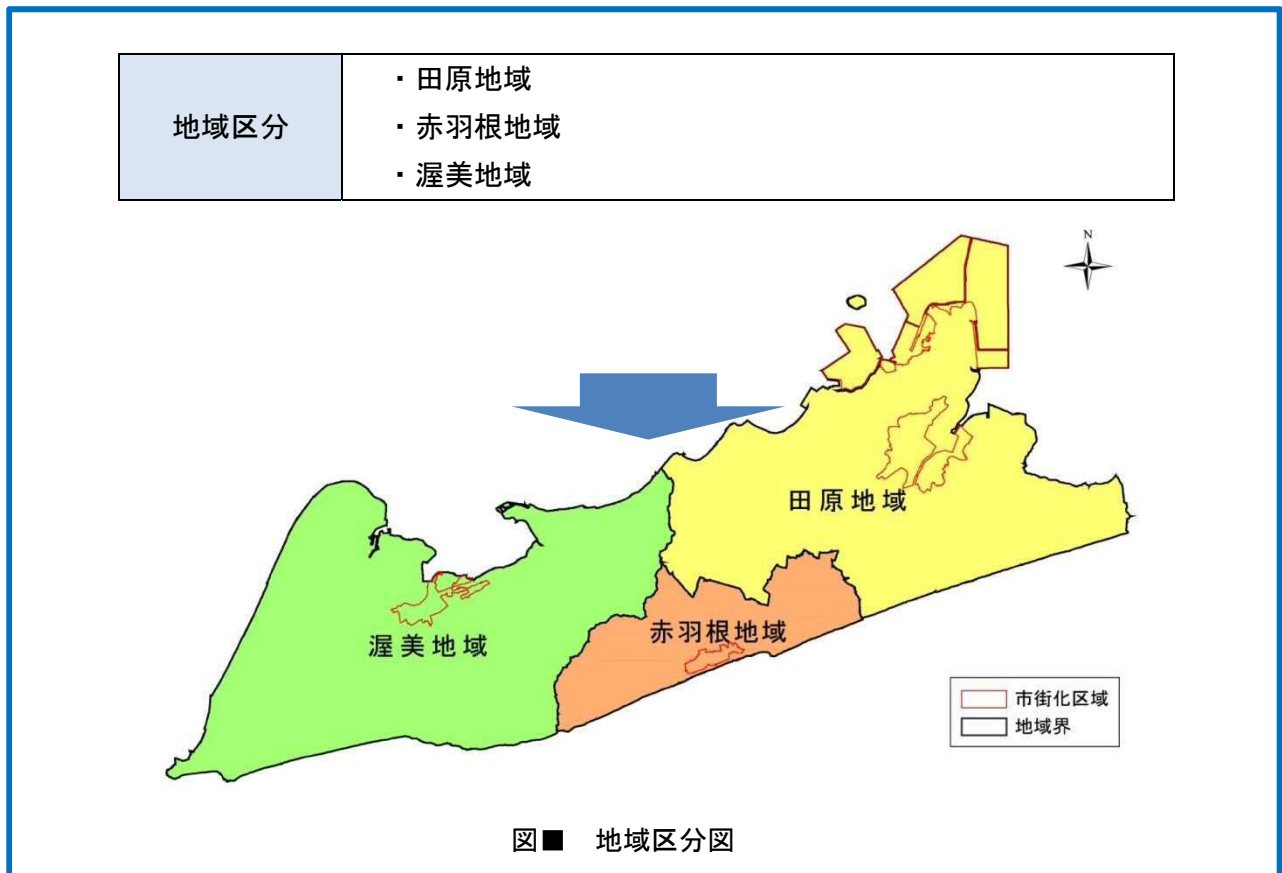 地域区分
・田原地域
・赤羽根地域
・渥美地域
N
田原地域
赤羽根地域
渥美地域
市街化区域
地域界
図■　地域区分図